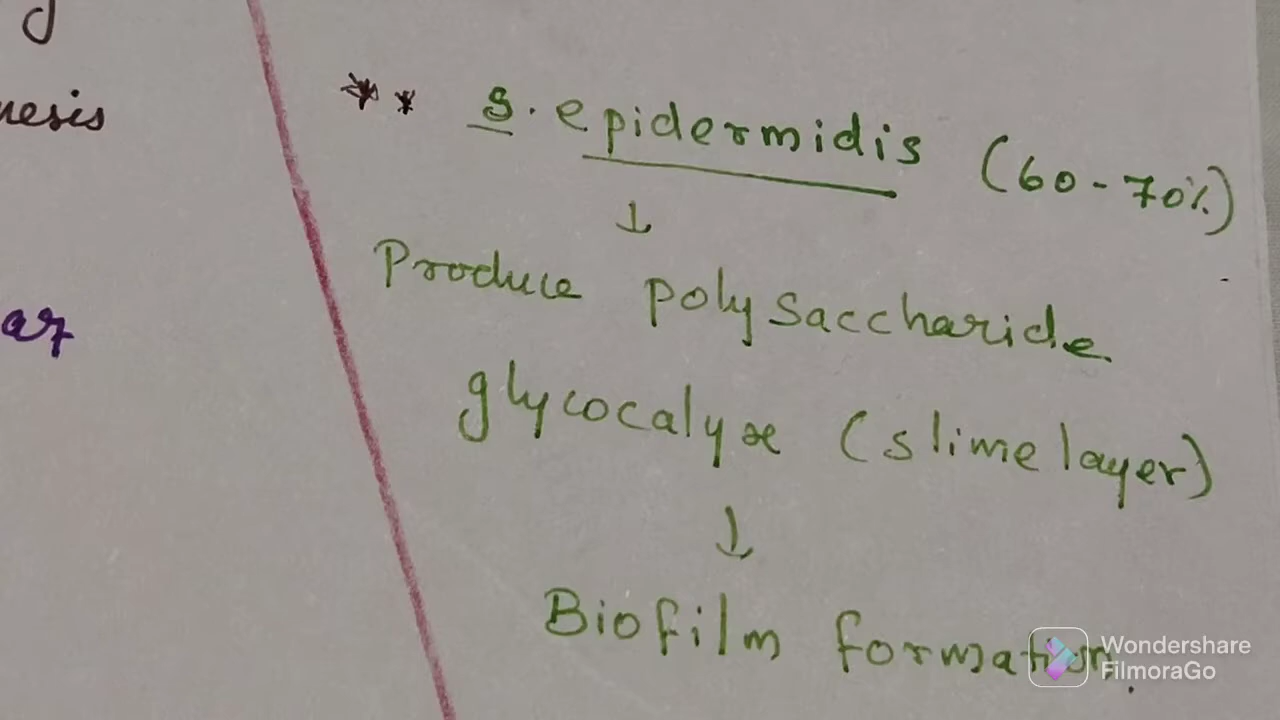 nesis
ar
** S. epidermidis (60-70%)
↓
Produce polysaccharide
glycocalyx (slime layer)
↓
Biofilm formation.
Wondershare
FilmoraGo